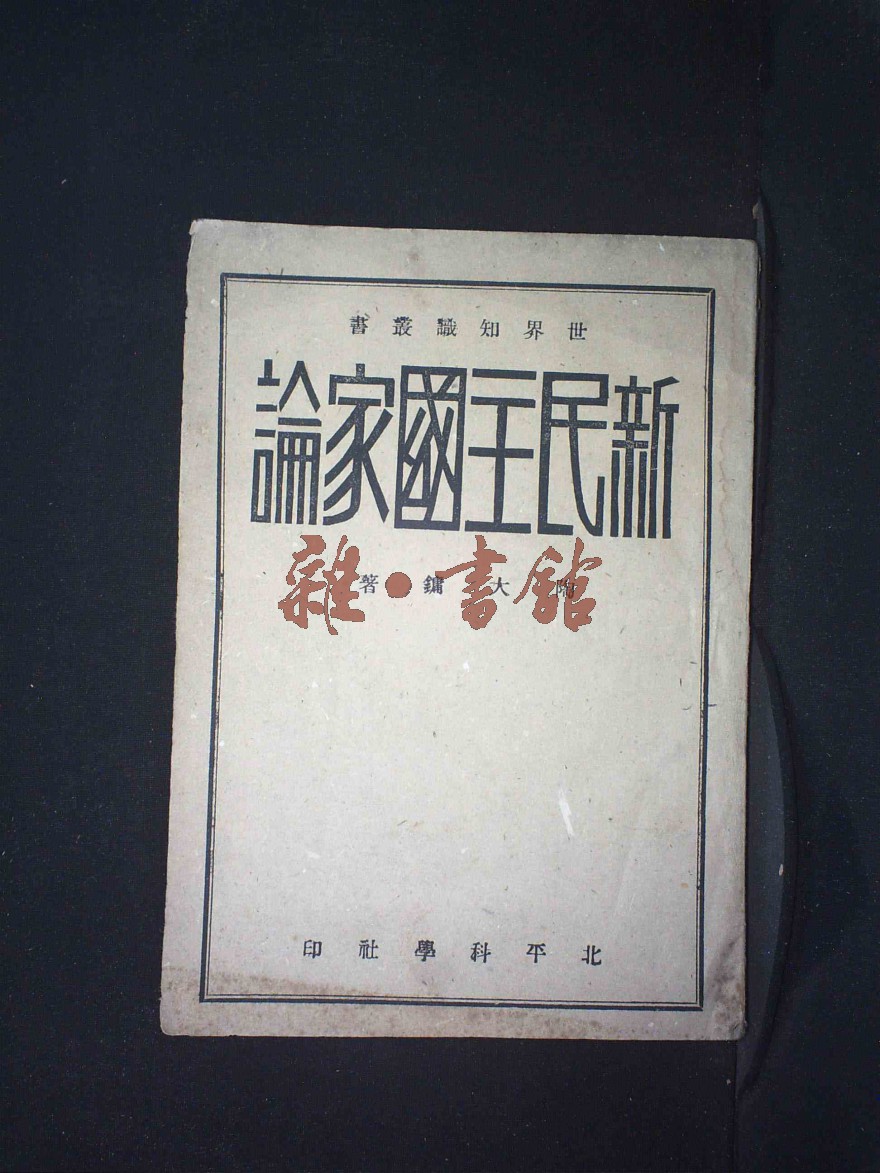 世界知識叢書
新民主國家論
陶大鏞著
雜·書館
北平科學社印